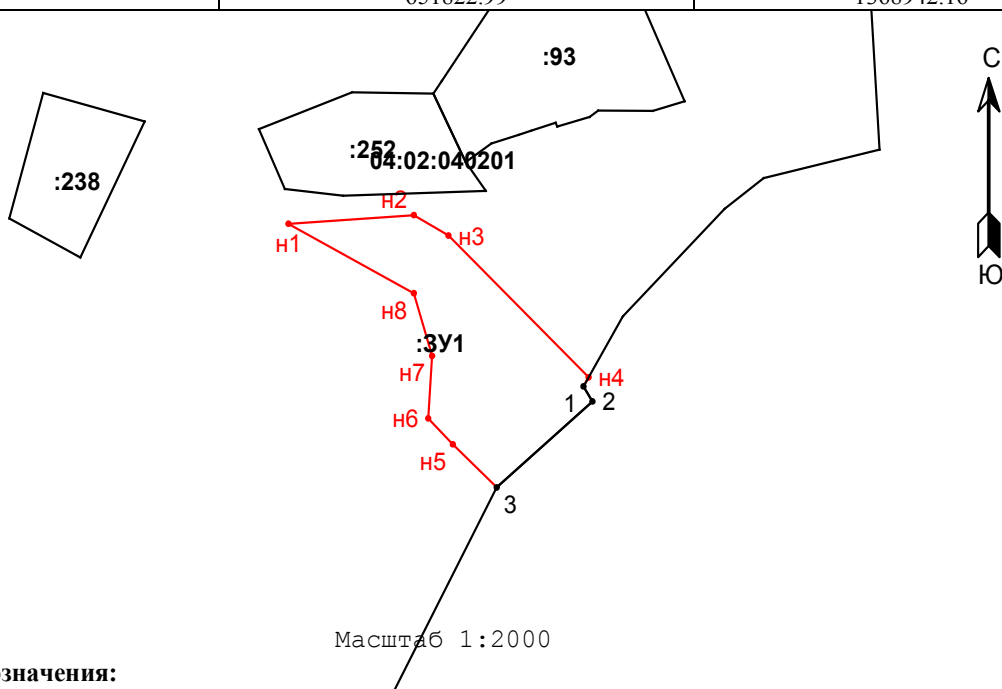 :93
С
:252
04:02:040201
:238
н2
н1
н3
Ю
н8
:ЗУ1
н7
н4
1
2
н6
н5
3
Масштаб 1:2000
означения: